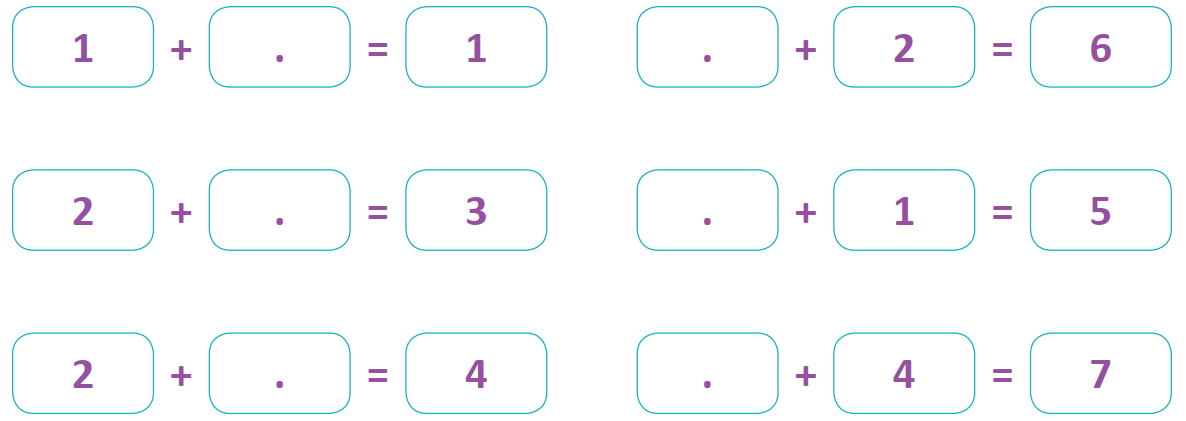 1 + . = 1 . + 2 = 6
2 + . = 3 . + 1 = 5
2 + . = 4 . + 4 = 7